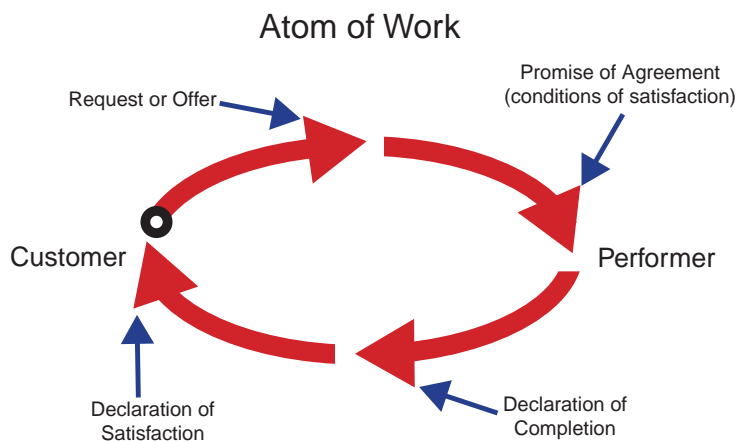 Atom of Work
Request or Offer
Promise of Agreement
(conditions of satisfaction)
Customer
Performer
Declaration of
Satisfaction
Declaration of
Completion